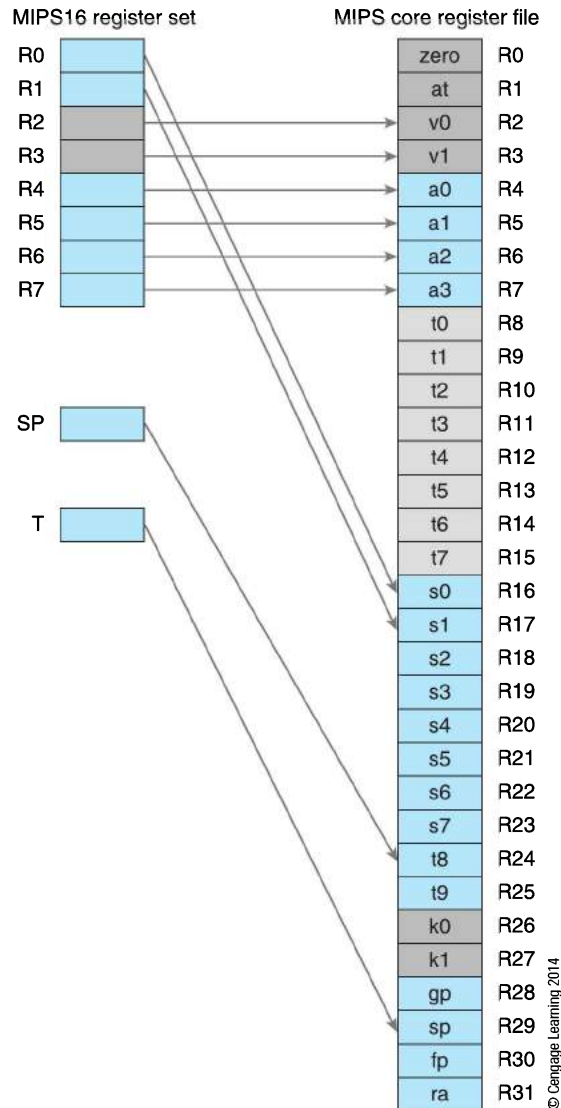 MIPS16 register set MIPS core register file
R0 zero R0
R1 at R1
R2 v0 R2
R3 v1 R3
R4 a0 R4
R5 a1 R5
R6 a2 R6
R7 a3 R7
t0 R8
t1 R9
t2 R10
SP t3 R11
t4 R12
t5 R13
T t6 R14
t7 R15
s0 R16
s1 R17
s2 R18
s3 R19
s4 R20
s5 R21
s6 R22
s7 R23
t8 R24
t9 R25
k0 R26
k1 R27
gp R28
sp R29
fp R30
ra R31
© Cengage Learning 2014